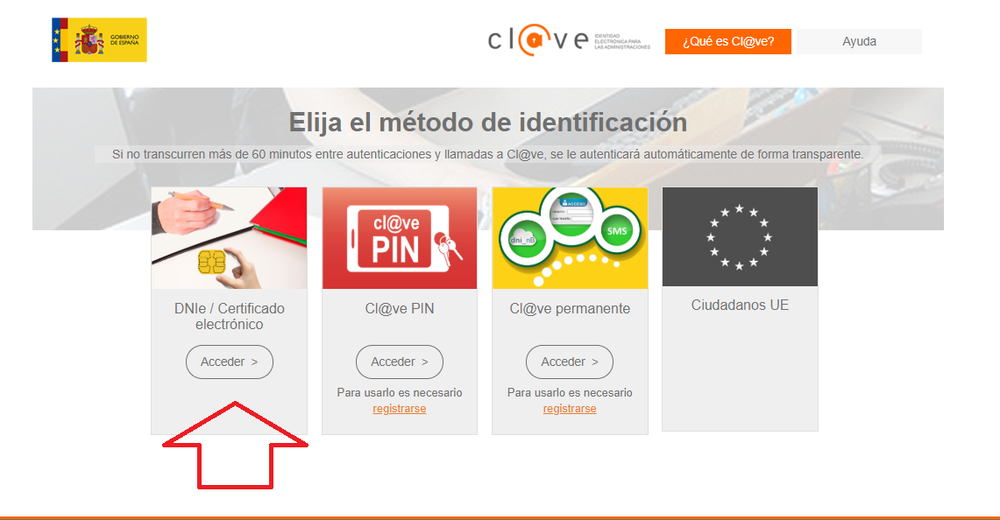 GOBIERNO
DE ESPAÑA
cl@ve
IDENTIDAD
ELECTRÓNICA PARA
LAS ADMINISTRACIONES
¿Qué es Cl@ve?
Ayuda
Elija el método de identificación
Si no transcurren más de 60 minutos entre autenticaciones y llamadas a Cl@ve, se le autenticará automáticamente de forma transparente.
DNIe / Certificado
electrónico
Acceder >
cl@ve
PIN
Cl@ve PIN
Acceder >
Para usarlo es necesario
registrarse
ACCESO
dni_nB
SMS
Cl@ve permanente
Acceder >
Para usarlo es necesario
registrarse
Ciudadanos UE